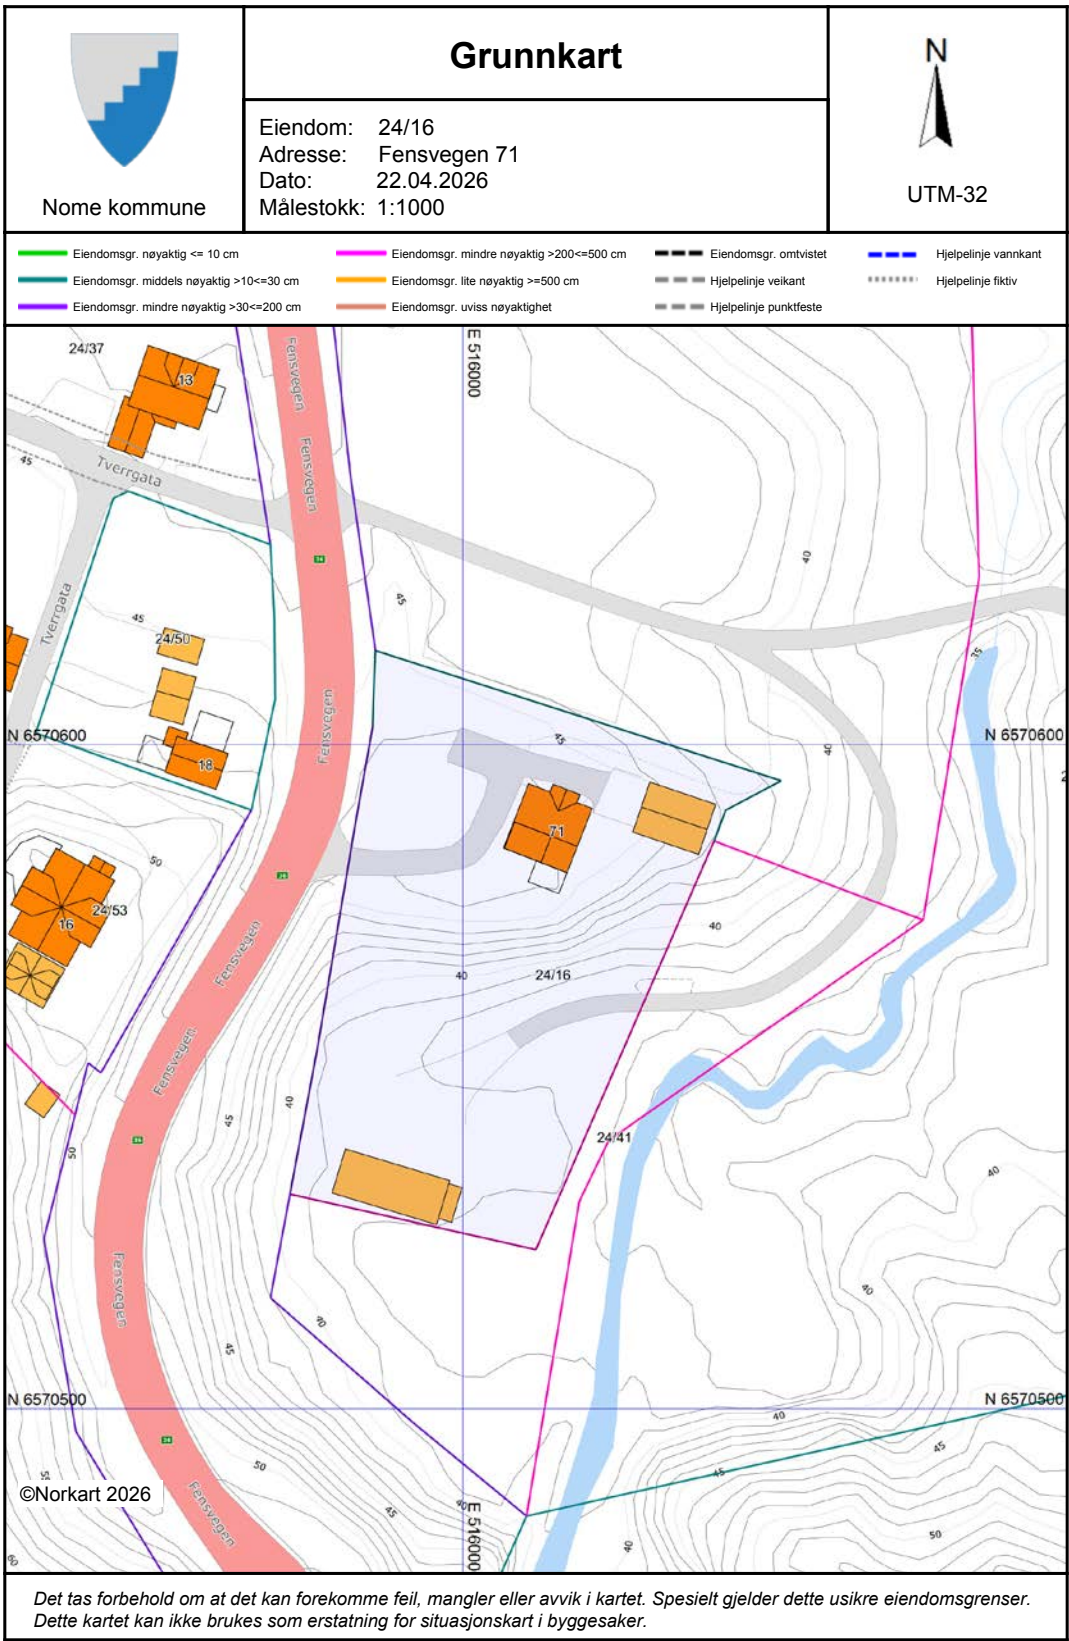 Grunnkart
N
Eiendom: 24/16
Adresse: Fensvegen 71
Dato: 22.04.2026
Målestokk: 1:1000
Nome kommune
UTM-32
Eiendomsgr. nøyaktig <= 10 cm
Eiendomsgr. middels nøyaktig >10<=30 cm
Eiendomsgr. mindre nøyaktig >30<=200 cm
Eiendomsgr. mindre nøyaktig >200<=500 cm
Eiendomsgr. lite nøyaktig >=500 cm
Eiendomsgr. uviss nøyaktighet
Eiendomsgr. omtvistet
Hjelpelinje veikant
Hjelpelinje punktfeste
Hjelpelinje vannkant
Hjelpelinje fiktiv
24/37
13
Fensvegen
E 516000
Fensvegen
45
Tverrgata
36
40
45
Tverrgata
45
24/50
35
Fensvegen
N 6570600
45
40
N 6570600
18
71
50
36
24/53
16
Fensvegen
40
40
24/16
Fensvegen
40
45
36
24/41
50
40
Fensvegen
40
40
45
N 6570500
40
N 6570500
36
45
50
45
©Norkart 2026
Fensvegen
45
E 516000
50
40
60
Det tas forbehold om at det kan forekomme feil, mangler eller avvik i kartet. Spesielt gjelder dette usikre eiendomsgrenser.
Dette kartet kan ikke brukes som erstatning for situasjonskart i byggesaker.